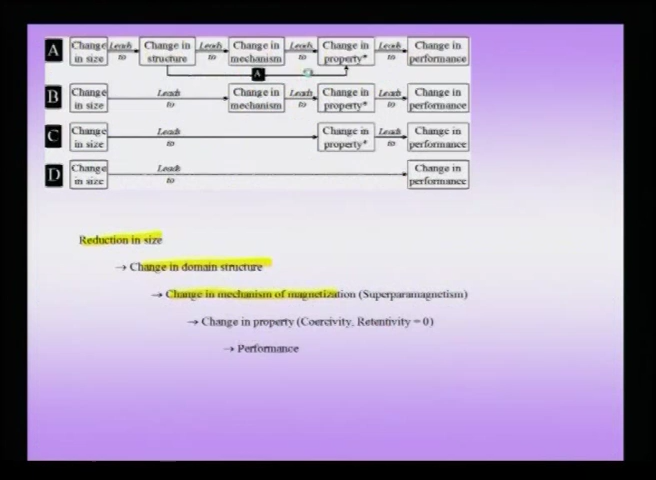 A Change in size Leads to Change in structure Leads to Change in mechanism Leads to Change in property* Leads to Change in performance
A
B Change in size Leads to Change in mechanism Leads to Change in property* Leads to Change in performance
C Change in size Leads to Change in property* Leads to Change in performance
D Change in size Leads to Change in performance
Reduction in size
→ Change in domain structure
→ Change in mechanism of magnetization (Superparamagnetism)
→ Change in property (Coercivity, Retentivity = 0)
→ Performance